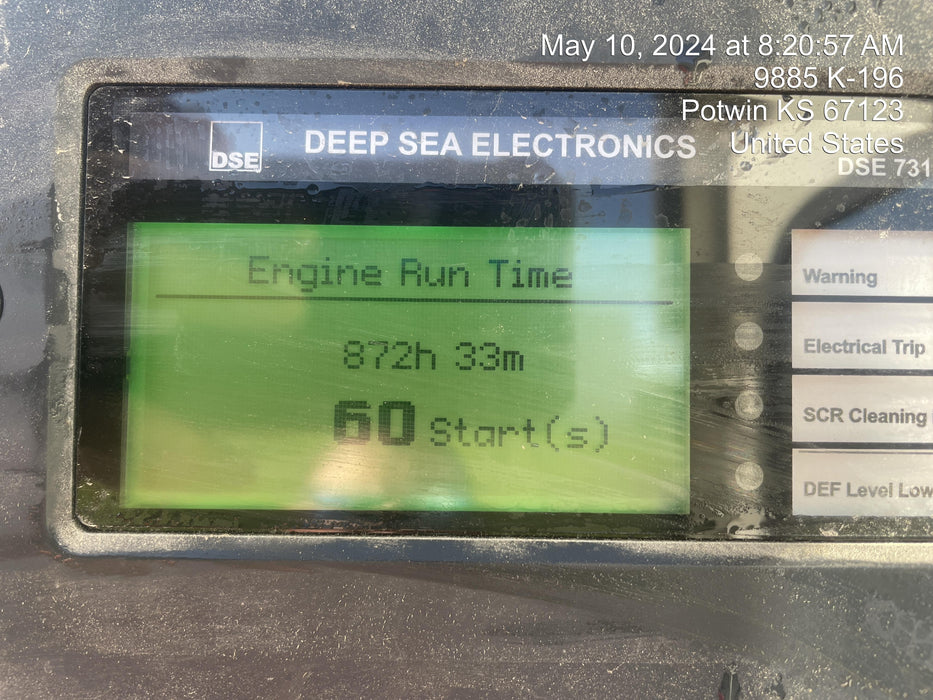 May 10, 2024 at 8:20:57 AM
9885 K-196
Potwin KS 67123
United States
DSE
DEEP SEA ELECTRONICS
DSE 731
Engine Run Time
872h 33m
60 Start(s)
Warning
Electrical Trip
SCR Cleaning
DEF Level Low